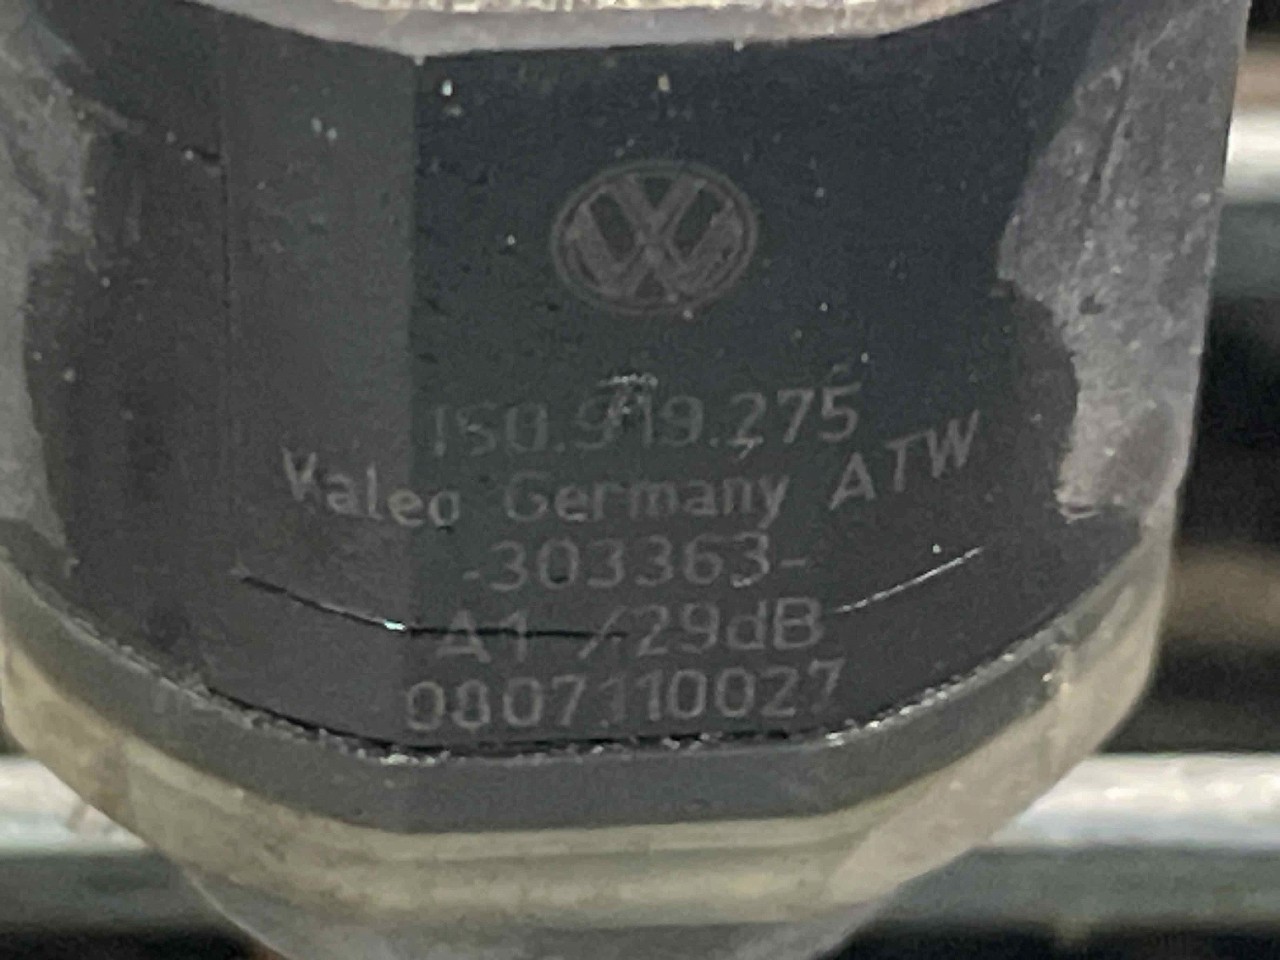 1S0.919.275
Valeo Germany ATW
-303363-
A1 /29dB
0807110027